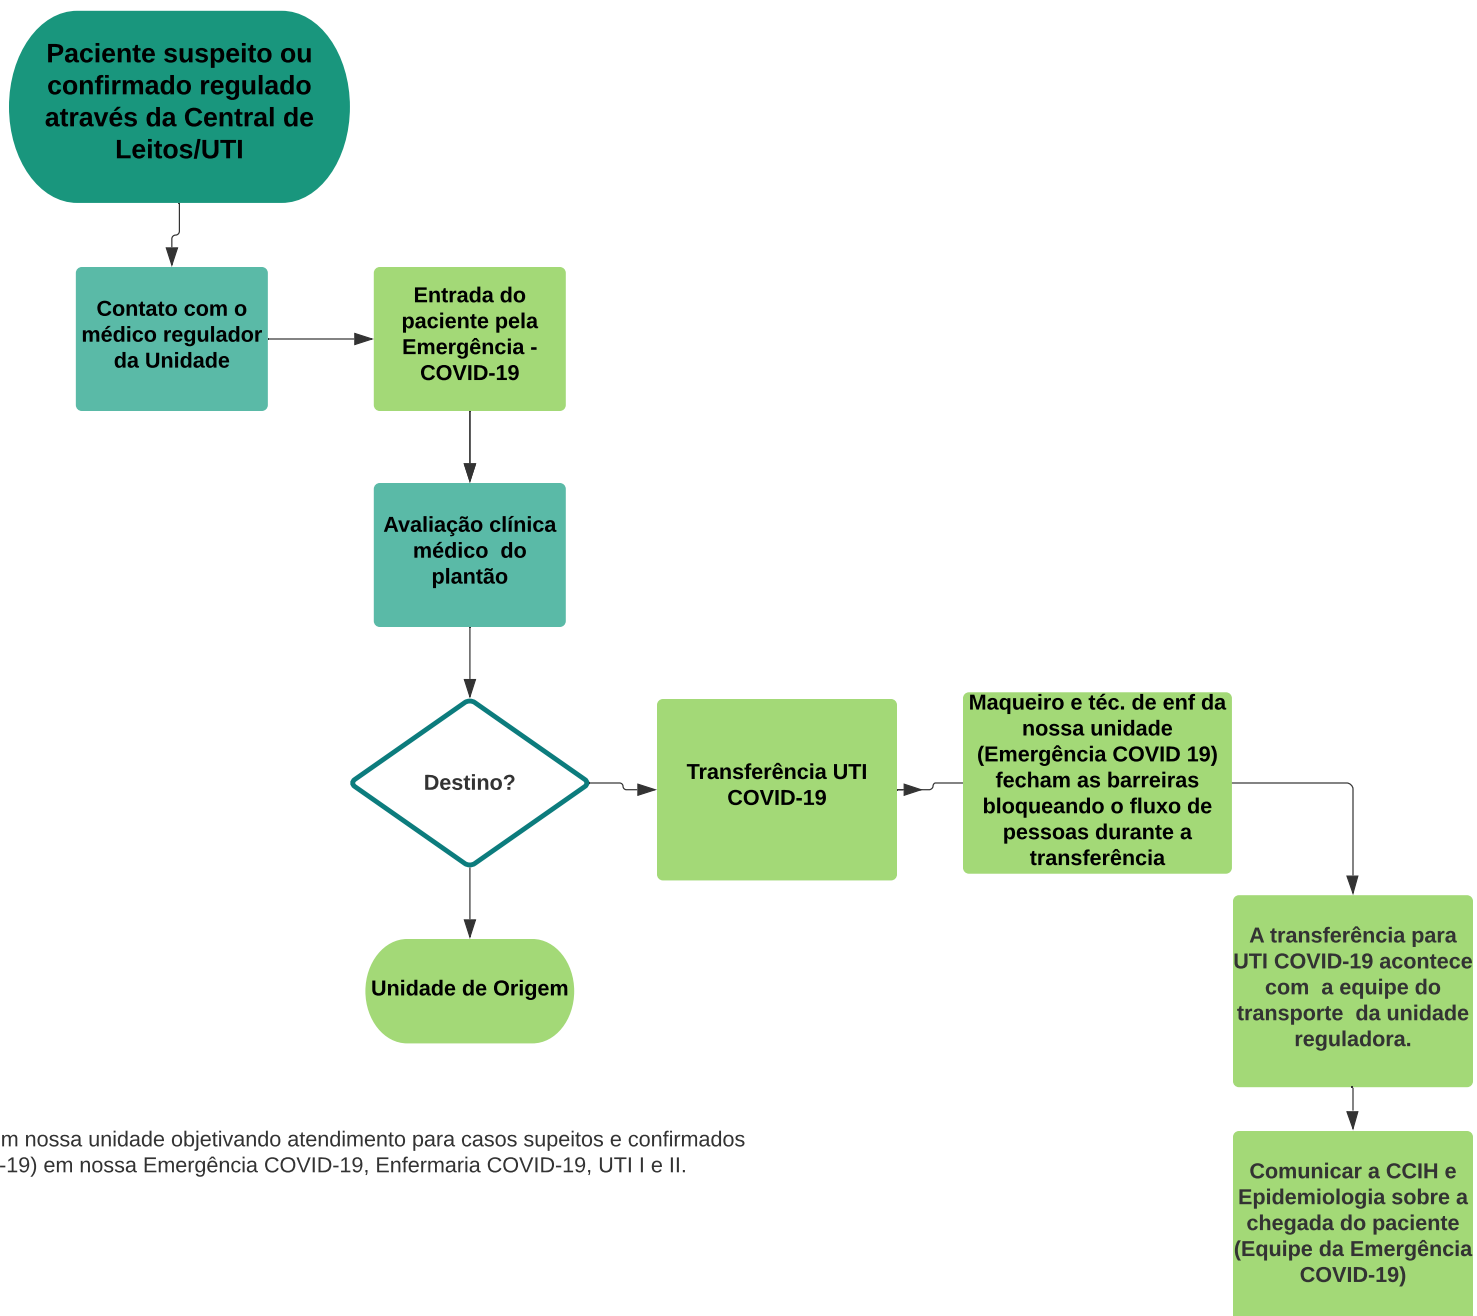 Paciente suspeito ou
confirmado regulado
através da Central de
Leitos/UTI
Contato com o
médico regulador
da Unidade
Entrada do
paciente pela
Emergência -
COVID-19
Avaliação clínica
médico do
plantão
Destino?
Transferência UTI
COVID-19
Maqueiro e téc. de enf da
nossa unidade
(Emergência COVID 19)
fecham as barreiras
bloqueando o fluxo de
pessoas durante a
transferência
Unidade de Origem
A transferência para
UTI COVID-19 acontece
com a equipe do
transporte da unidade
reguladora.
m nossa unidade objetivando atendimento para casos supeitos e confirmados
-19) em nossa Emergência COVID-19, Enfermaria COVID-19, UTI I e II.
Comunicar a CCIH e
Epidemiologia sobre a
chegada do paciente
(Equipe da Emergência
COVID-19)